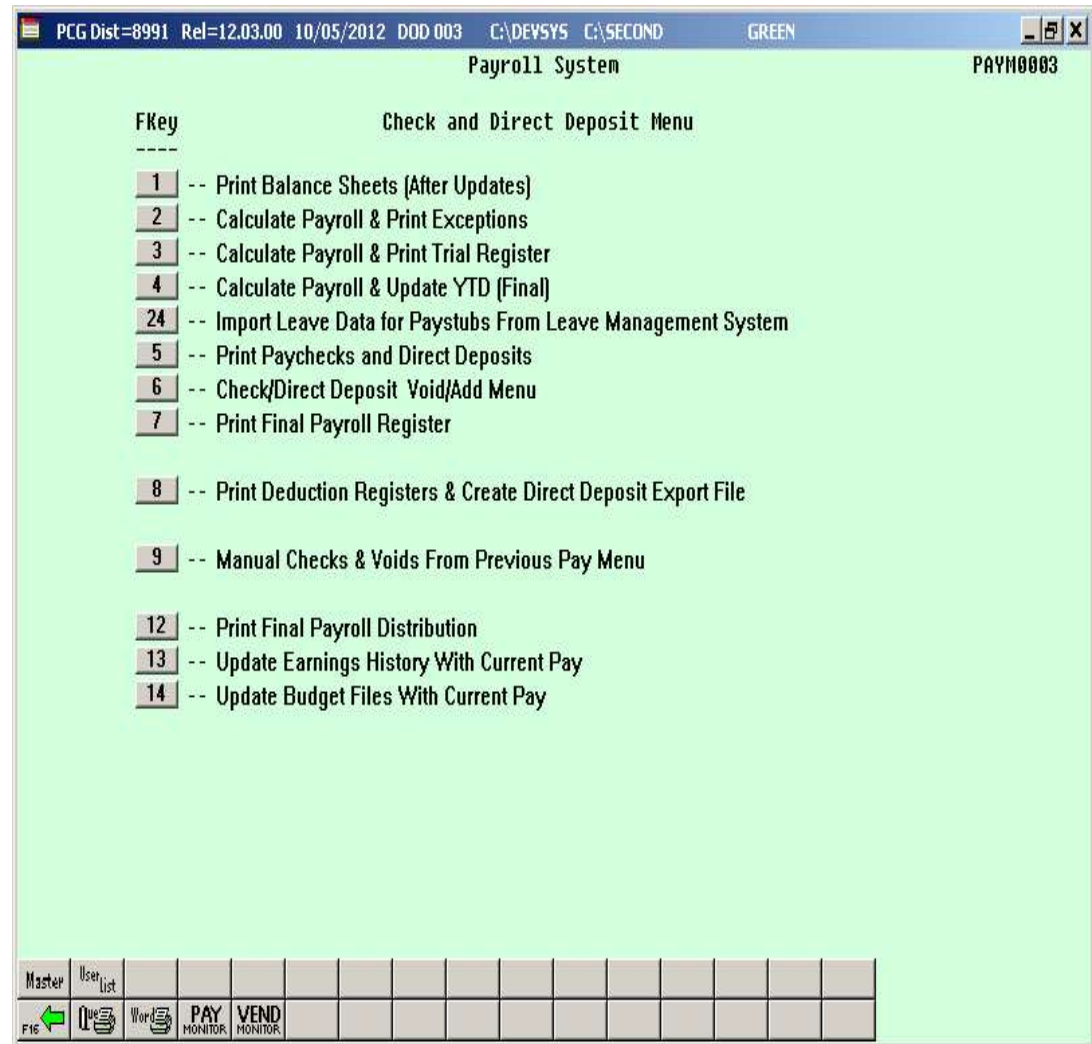 PCG Dist=8991 Rel=12.03.00 10/05/2012 DOD 003 C:\DEVSYS C:\SECOND GREEN
Payroll System PAYM0003
FKey Check and Direct Deposit Menu
----
1 -- Print Balance Sheets (After Updates)
2 -- Calculate Payroll & Print Exceptions
3 -- Calculate Payroll & Print Trial Register
4 -- Calculate Payroll & Update YTD (Final)
24 -- Import Leave Data for Paystubs From Leave Management System
5 -- Print Paychecks and Direct Deposits
6 -- Check/Direct Deposit Void/Add Menu
7 -- Print Final Payroll Register
8 -- Print Deduction Registers & Create Direct Deposit Export File
9 -- Manual Checks & Voids From Previous Pay Menu
12 -- Print Final Payroll Distribution
13 -- Update Earnings History With Current Pay
14 -- Update Budget Files With Current Pay
Master User List
F16 Que Word PAY MONITOR VEND MONITOR